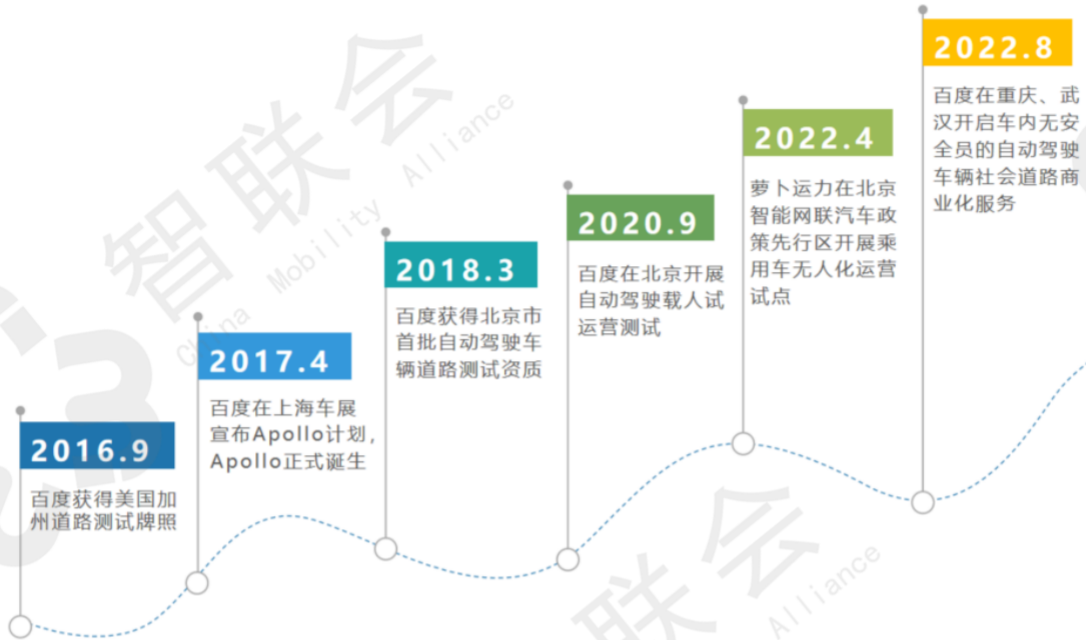 2016.9
百度获得美国加
州道路测试牌照
2017.4
百度在上海车展
宣布Apollo计划，
Apollo正式诞生
2018.3
百度获得北京市
首批自动驾驶车
辆道路测试资质
2020.9
百度在北京开展
自动驾驶载人试
运营测试
2022.4
萝卜运力在北京
智能网联汽车政
策先行区开展乘
用车无人化运营
试点
2022.8
百度在重庆、武
汉开启车内无安
全员的自动驾驶
车辆社会道路商
业化服务
智联会
China Mobility Alliance
联会
Alliance